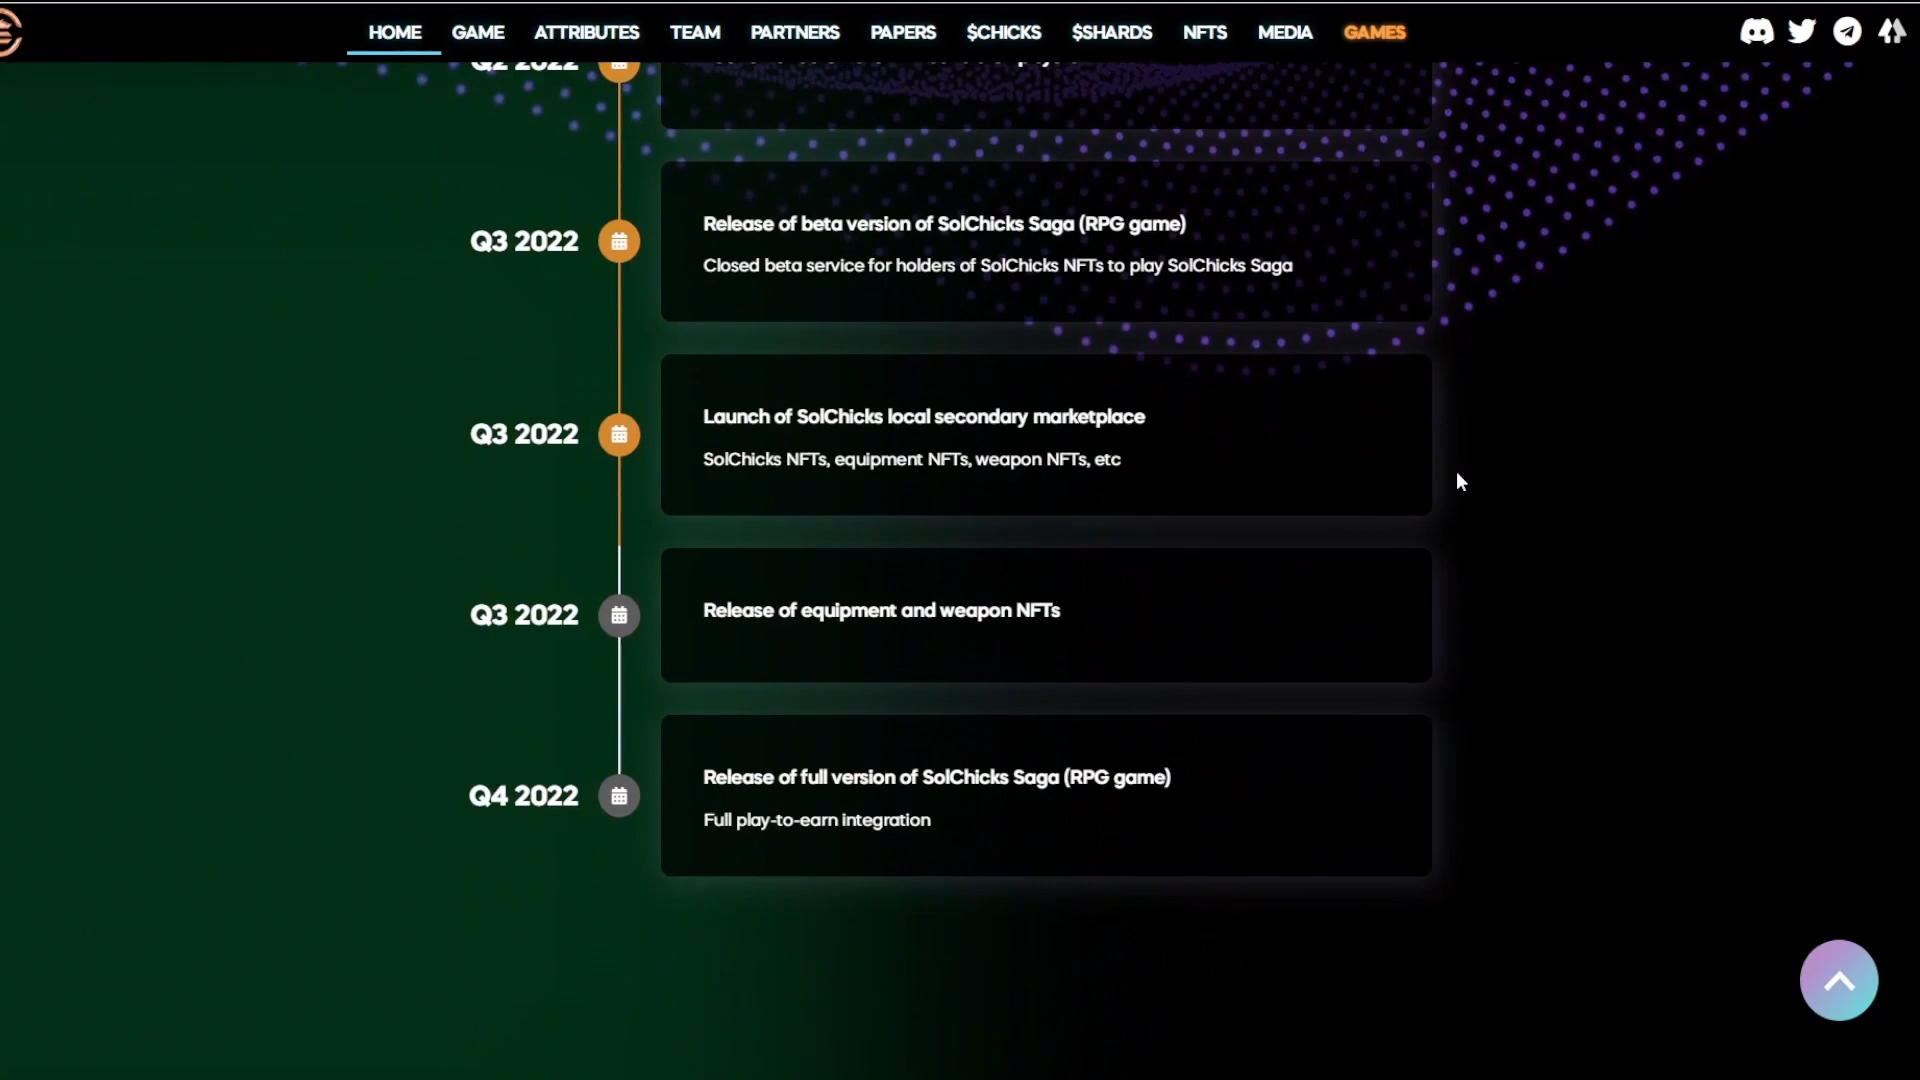 HOME GAME ATTRIBUTES TEAM PARTNERS PAPERS $CHICKS $SHARDS NFTS MEDIA GAMES
Q2 2022
Q3 2022
Release of beta version of SolChicks Saga (RPG game)
Closed beta service for holders of SolChicks NFTs to play SolChicks Saga
Q3 2022
Launch of SolChicks local secondary marketplace
SolChicks NFTs, equipment NFTs, weapon NFTs, etc
Q3 2022
Release of equipment and weapon NFTs
Q4 2022
Release of full version of SolChicks Saga (RPG game)
Full play-to-earn integration